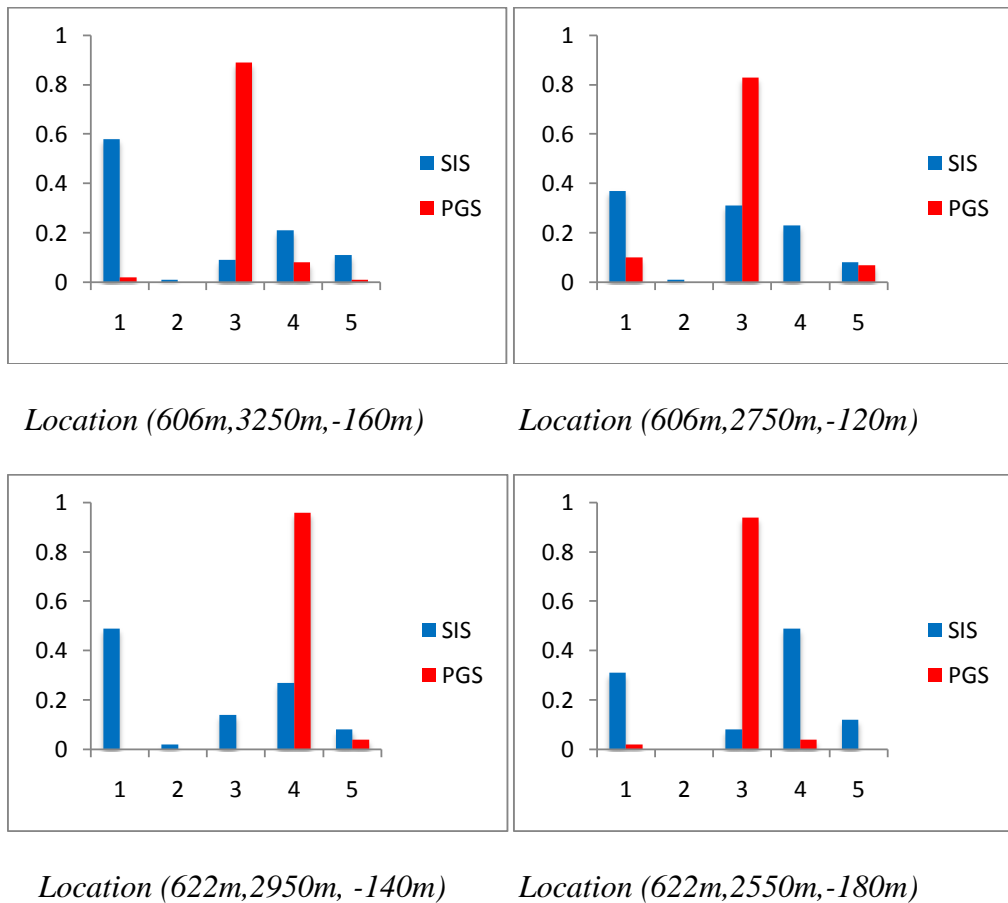 1
0.8
0.6
0.4
0.2
0
1 2 3 4 5
SIS
PGS
1
0.8
0.6
0.4
0.2
0
1 2 3 4 5
SIS
PGS
Location (606m,3250m,-160m)
Location (606m,2750m,-120m)
1
0.8
0.6
0.4
0.2
0
1 2 3 4 5
SIS
PGS
1
0.8
0.6
0.4
0.2
0
1 2 3 4 5
SIS
PGS
Location (622m,2950m, -140m)
Location (622m,2550m,-180m)